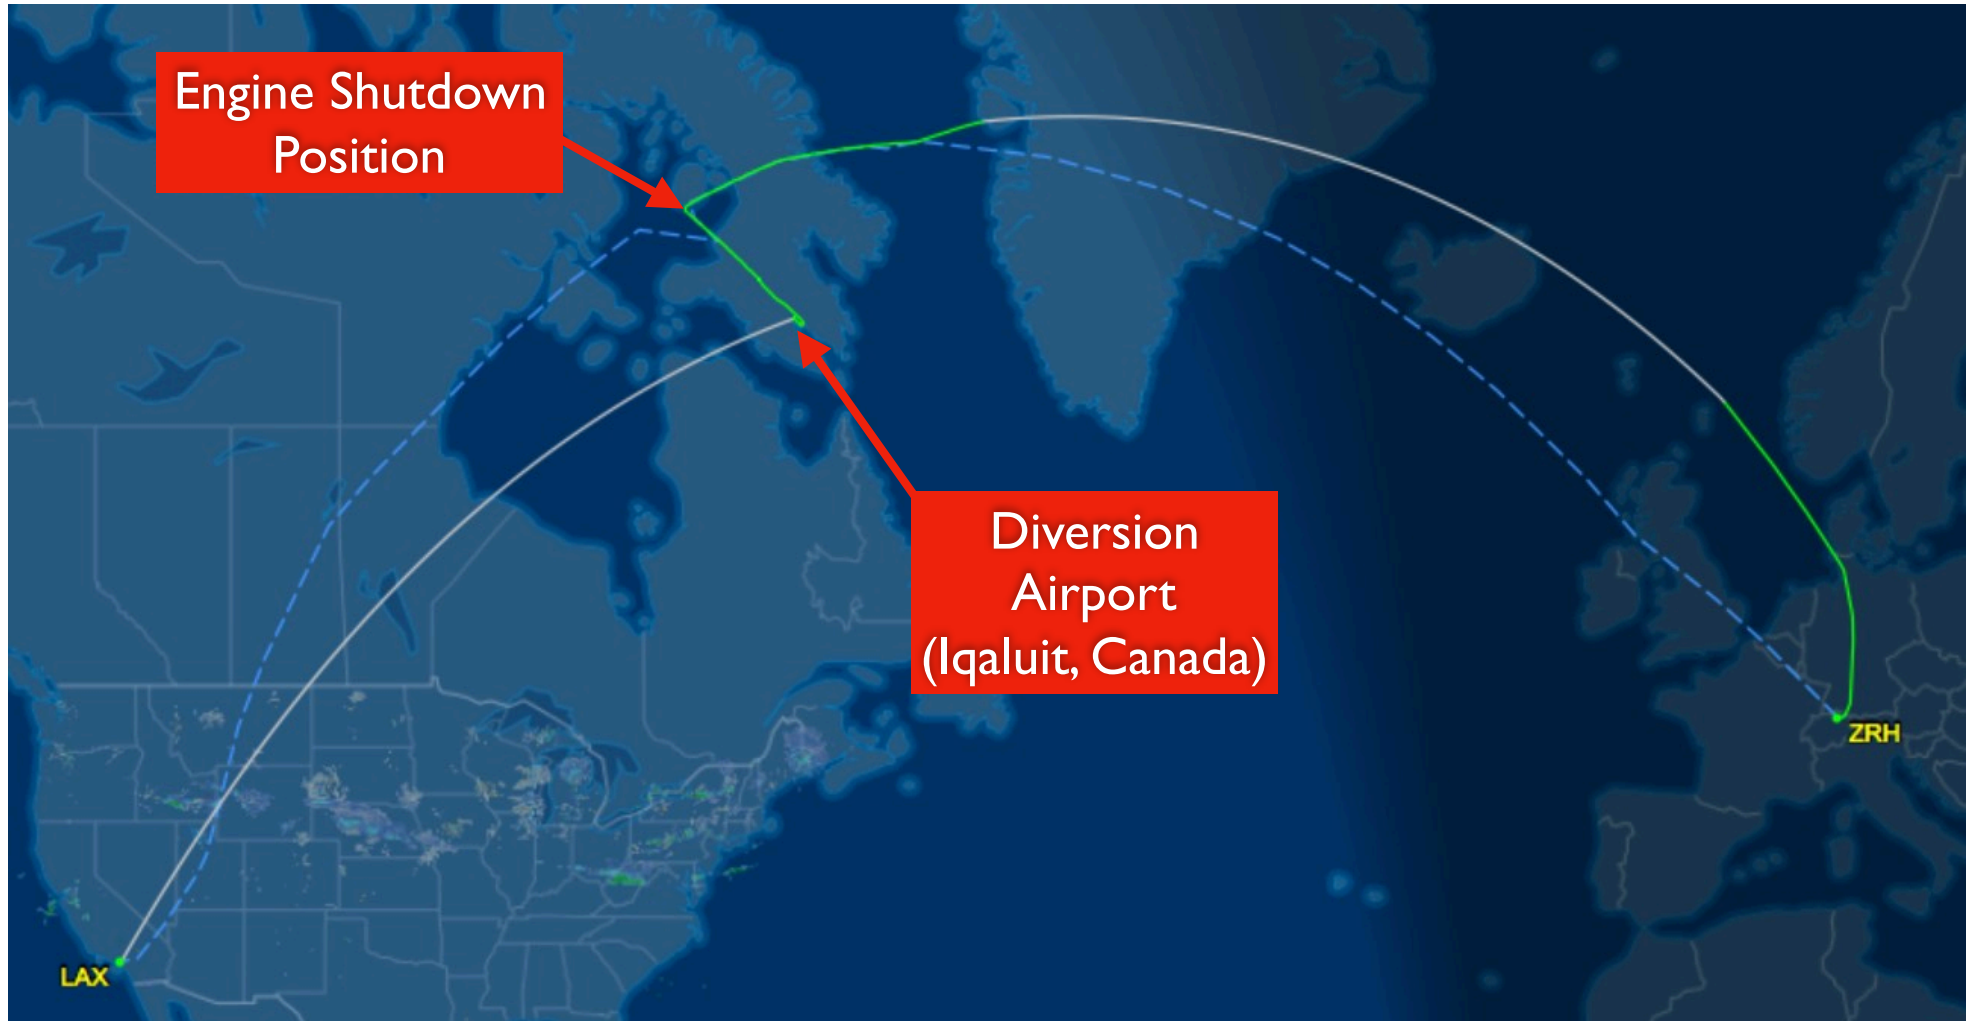 Engine Shutdown
Position
Diversion
Airport
(Iqaluit, Canada)
ZRH
LAX